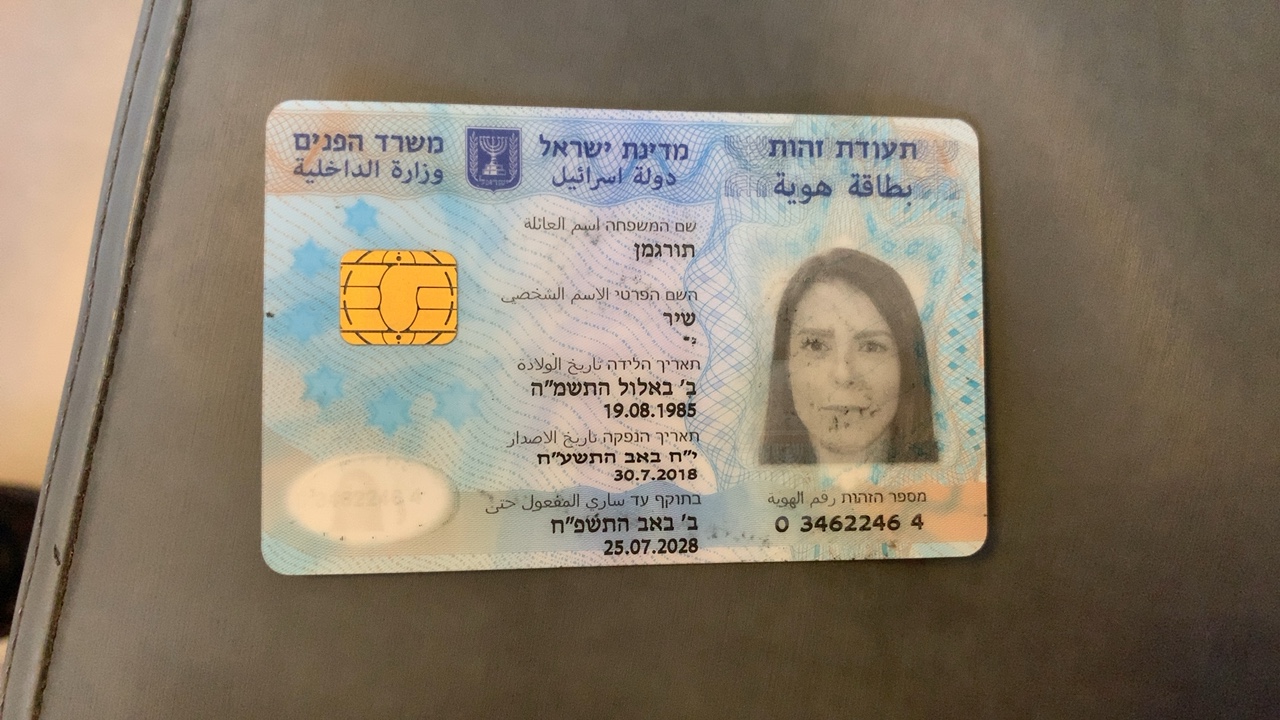 תעודת זהות
بطاقة هوية
מדינת ישראל
دولة اسرائيل
משרד הפנים
وزارة الداخلية
שם המשפחה اسم العائلة
תורגמן
השם הפרטי الاسم الشخصي
שיר
תאריך הלידה تاريخ الولادة
ב' באלול התשמ"ה
19.08.1985
תאריך הנפקה تاريخ الاصدار
י"ח באב התשע"ח
30.7.2018
בתוקף עד ساري المفعول حتى
ב' באב התשפ"ח
25.07.2028
מספר הזהות رقم الهوية
0 3462246 4